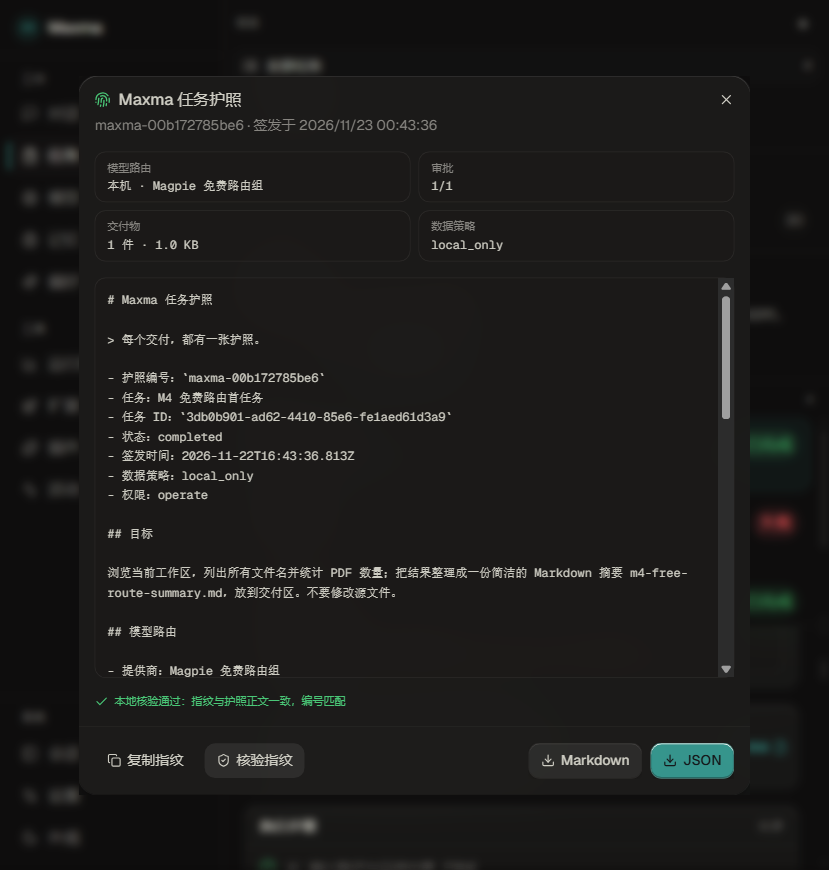 Maxma 任务护照
maxma-00b172785be6 · 签发于 2026/11/23 00:43:36
模型路由
本机 · Magpie 免费路由组
审批
1/1
交付物
1 件 · 1.0 KB
数据策略
local_only
# Maxma 任务护照
> 每个交付，都有一张护照。
- 护照编号：`maxma-00b172785be6`
- 任务：M4 免费路由首任务
- 任务 ID：`3db0b901-ad62-4410-85e6-fe1aed61d3a9`
- 状态：completed
- 签发时间：2026-11-22T16:43:36.813Z
- 数据策略：local_only
- 权限：operate
## 目标
浏览当前工作区，列出所有文件名并统计 PDF 数量；把结果整理成一份简洁的 Markdown 摘要 m4-free-
route-summary.md，放到交付区。不要修改源文件。
## 模型路由
- 提供商：Magpie 免费路由组
本地核验通过：指纹与护照正文一致，编号匹配
复制指纹
核验指纹
Markdown
JSON